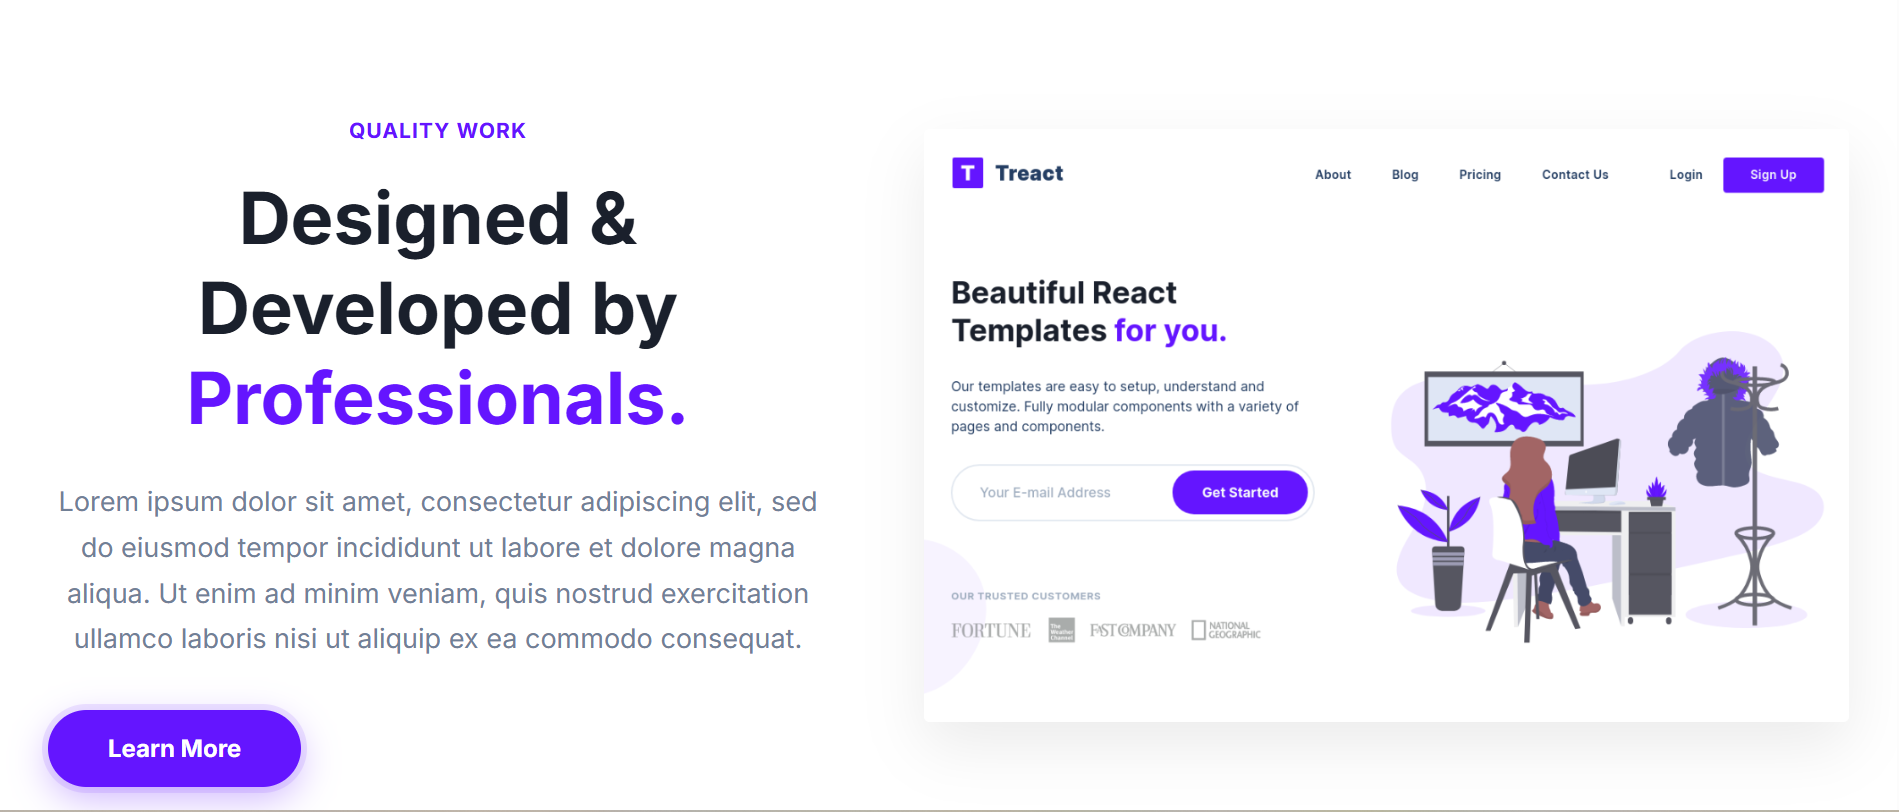 QUALITY WORK
Designed &
Developed by
Professionals.
Lorem ipsum dolor sit amet, consectetur adipiscing elit, sed
do eiusmod tempor incididunt ut labore et dolore magna
aliqua. Ut enim ad minim veniam, quis nostrud exercitation
ullamco laboris nisi ut aliquip ex ea commodo consequat.
Learn More
T Treact
About Blog Pricing Contact Us Login Sign Up
Beautiful React
Templates for you.
Our templates are easy to setup, understand and
customize. Fully modular components with a variety of
pages and components.
Your E-mail Address Get Started
OUR TRUSTED CUSTOMERS
FORTUNE
The
Weather
Channel
FAST COMPANY
NATIONAL
GEOGRAPHIC